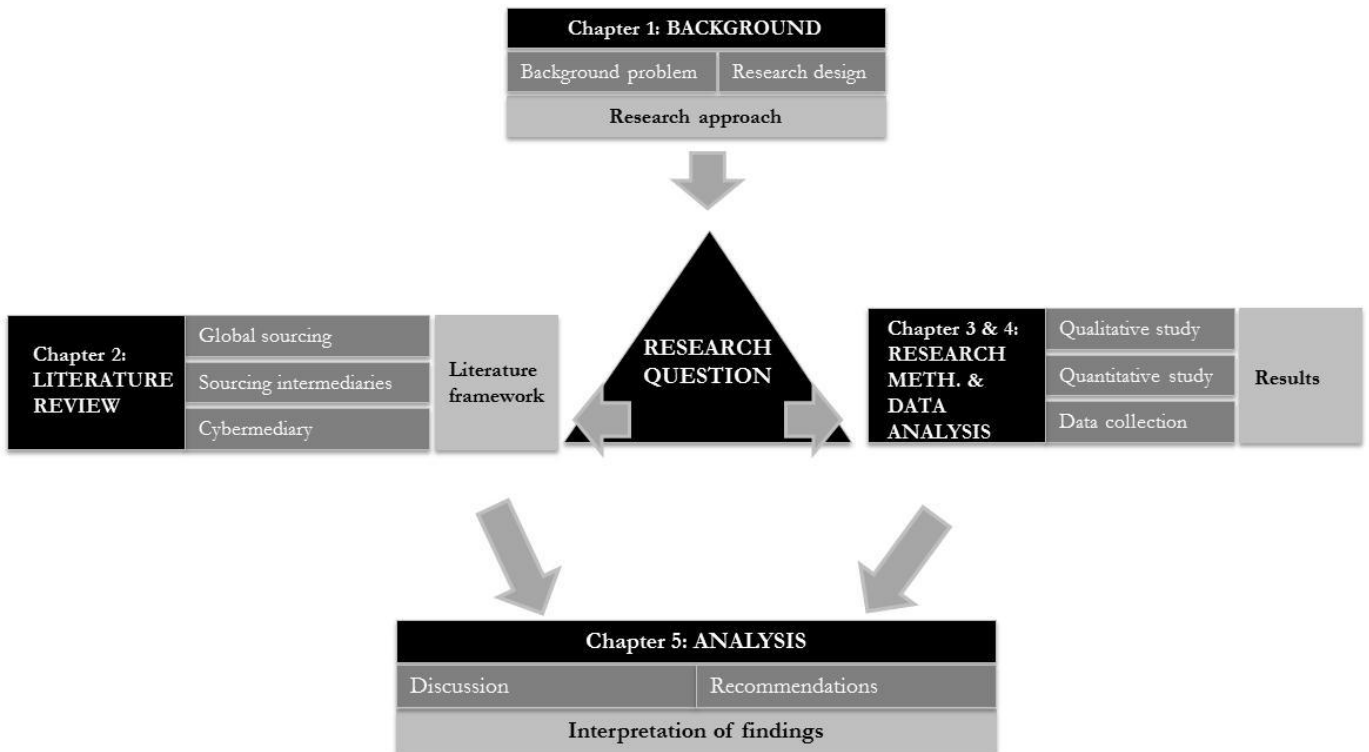 Chapter 1: BACKGROUND
Background problem
Research design
Research approach
RESEARCH
QUESTION
Chapter 2:
LITERATURE
REVIEW
Global sourcing
Sourcing intermediaries
Cybermediary
Literature
framework
Chapter 3 & 4:
RESEARCH
METH. &
DATA
ANALYSIS
Qualitative study
Quantitative study
Data collection
Results
Chapter 5: ANALYSIS
Discussion
Recommendations
Interpretation of findings